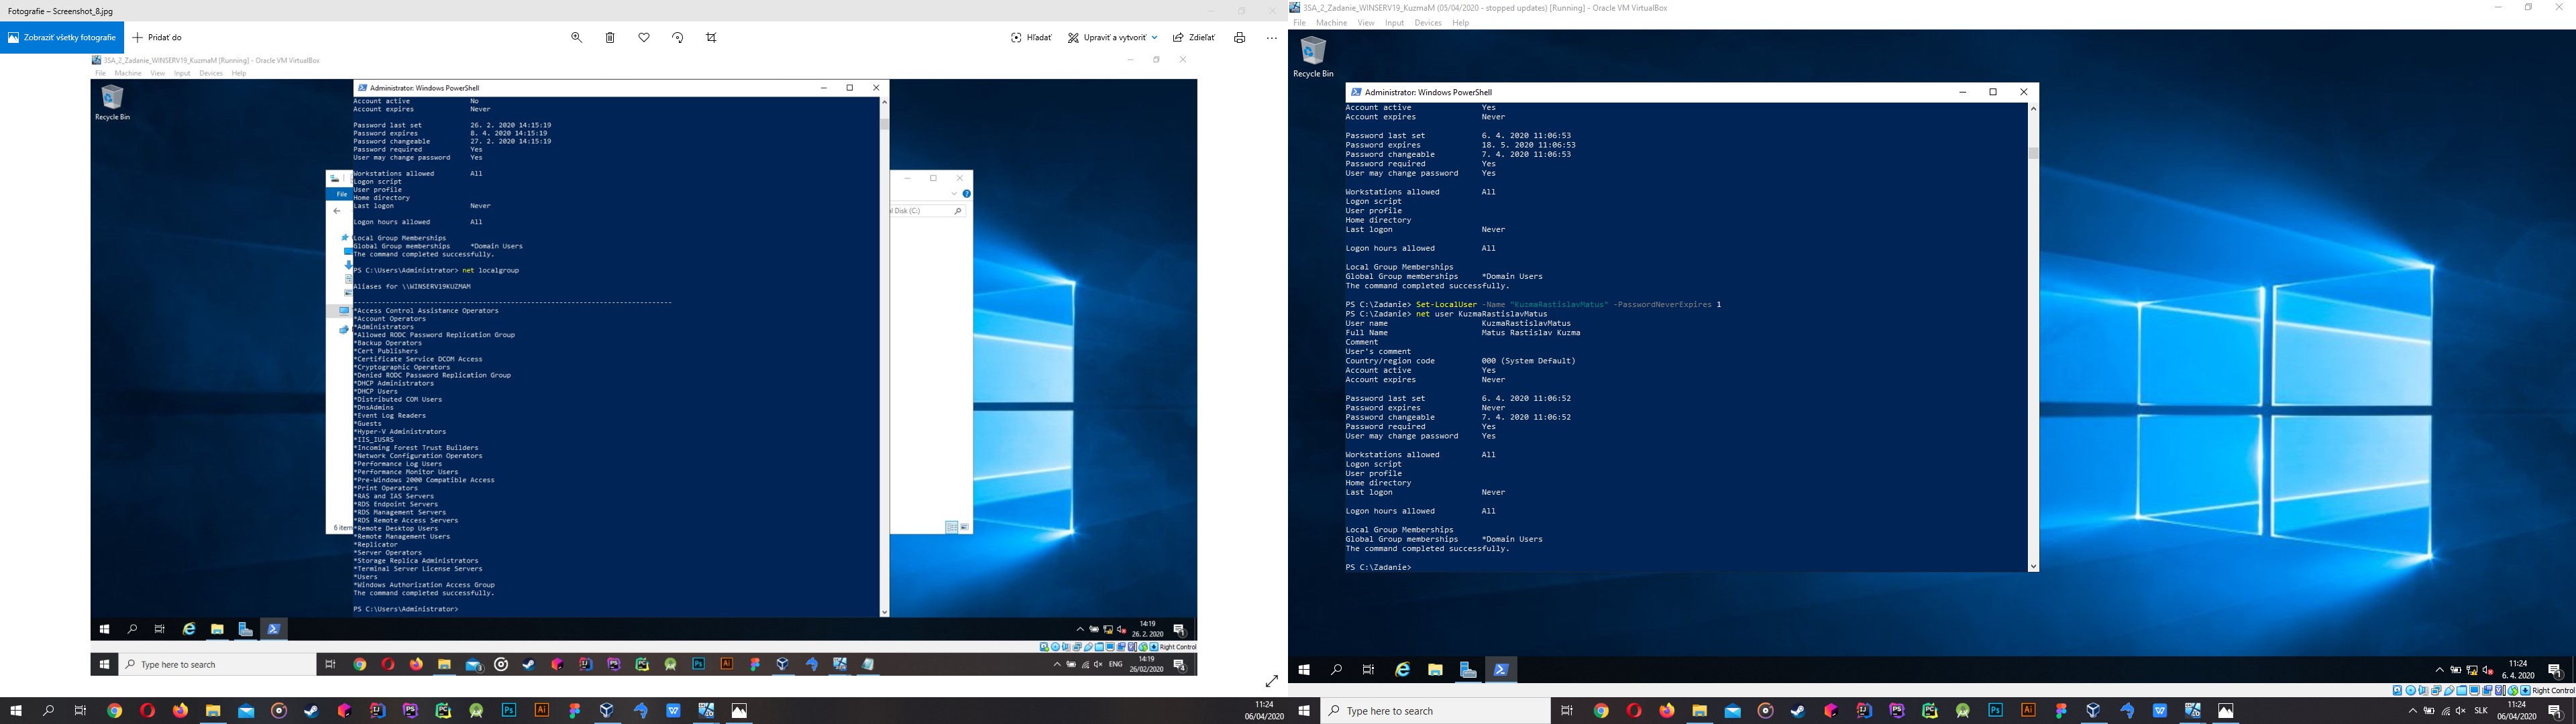 Fotografie – Screenshot_8.jpg
Zobraziť všetky fotografie
Pridať do
Hľadať
Upraviť a vytvoriť
Zdieľať
3SA_2_Zadanie_WINSERV19_KuzmaM [Running] - Oracle VM VirtualBox
File Machine View Input Devices Help
Recycle Bin
Administrator: Windows PowerShell
Account active No
Account expires Never
Password last set 26. 2. 2020 14:15:19
Password expires 8. 4. 2020 14:15:19
Password changeable 27. 2. 2020 14:15:19
Password required Yes
User may change password Yes
Workstations allowed All
Logon script
User profile
Home directory
Last logon Never
Logon hours allowed All
Local Group Memberships
Global Group memberships *Domain Users
The command completed successfully.
PS C:\Users\Administrator> net localgroup
Aliases for \\WINSERV19KUZMAM
-------------------------------------------------------------------------------
*Access Control Assistance Operators
*Account Operators
*Administrators
*Allowed RODC Password Replication Group
*Backup Operators
*Cert Publishers
*Certificate Service DCOM Access
*Cryptographic Operators
*Denied RODC Password Replication Group
*DHCP Administrators
*DHCP Users
*Distributed COM Users
*DnsAdmins
*Event Log Readers
*Guests
*Hyper-V Administrators
*IIS_IUSRS
*Incoming Forest Trust Builders
*Network Configuration Operators
*Performance Log Users
*Performance Monitor Users
*Pre-Windows 2000 Compatible Access
*Print Operators
*RAS and IAS Servers
*RDS Endpoint Servers
*RDS Management Servers
*RDS Remote Access Servers
*Remote Desktop Users
*Remote Management Users
*Replicator
*Server Operators
*Storage Replica Administrators
*Terminal Server License Servers
*Users
*Windows Authorization Access Group
The command completed successfully.
PS C:\Users\Administrator>
File
Disk (C:)
6 item
14:19
26. 2. 2020
Right Control
Type here to search
ENG
14:19
26/02/2020
11:24
06/04/2020
3SA_2_Zadanie_WINSERV19_KuzmaM (05/04/2020 - stopped updates) [Running] - Oracle VM VirtualBox
File Machine View Input Devices Help
Recycle Bin
Administrator: Windows PowerShell
Account active Yes
Account expires Never
Password last set 6. 4. 2020 11:06:53
Password expires 18. 5. 2020 11:06:53
Password changeable 7. 4. 2020 11:06:53
Password required Yes
User may change password Yes
Workstations allowed All
Logon script
User profile
Home directory
Last logon Never
Logon hours allowed All
Local Group Memberships
Global Group memberships *Domain Users
The command completed successfully.
PS C:\Zadanie> Set-LocalUser -Name "KuzmaRastislavMatus" -PasswordNeverExpires 1
PS C:\Zadanie> net user KuzmaRastislavMatus
User name KuzmaRastislavMatus
Full Name Matus Rastislav Kuzma
Comment
User's comment
Country/region code 000 (System Default)
Account active Yes
Account expires Never
Password last set 6. 4. 2020 11:06:52
Password expires Never
Password changeable 7. 4. 2020 11:06:52
Password required Yes
User may change password Yes
Workstations allowed All
Logon script
User profile
Home directory
Last logon Never
Logon hours allowed All
Local Group Memberships
Global Group memberships *Domain Users
The command completed successfully.
PS C:\Zadanie>
11:24
6. 4. 2020
Right Control
Type here to search
SLK
11:24
06/04/2020